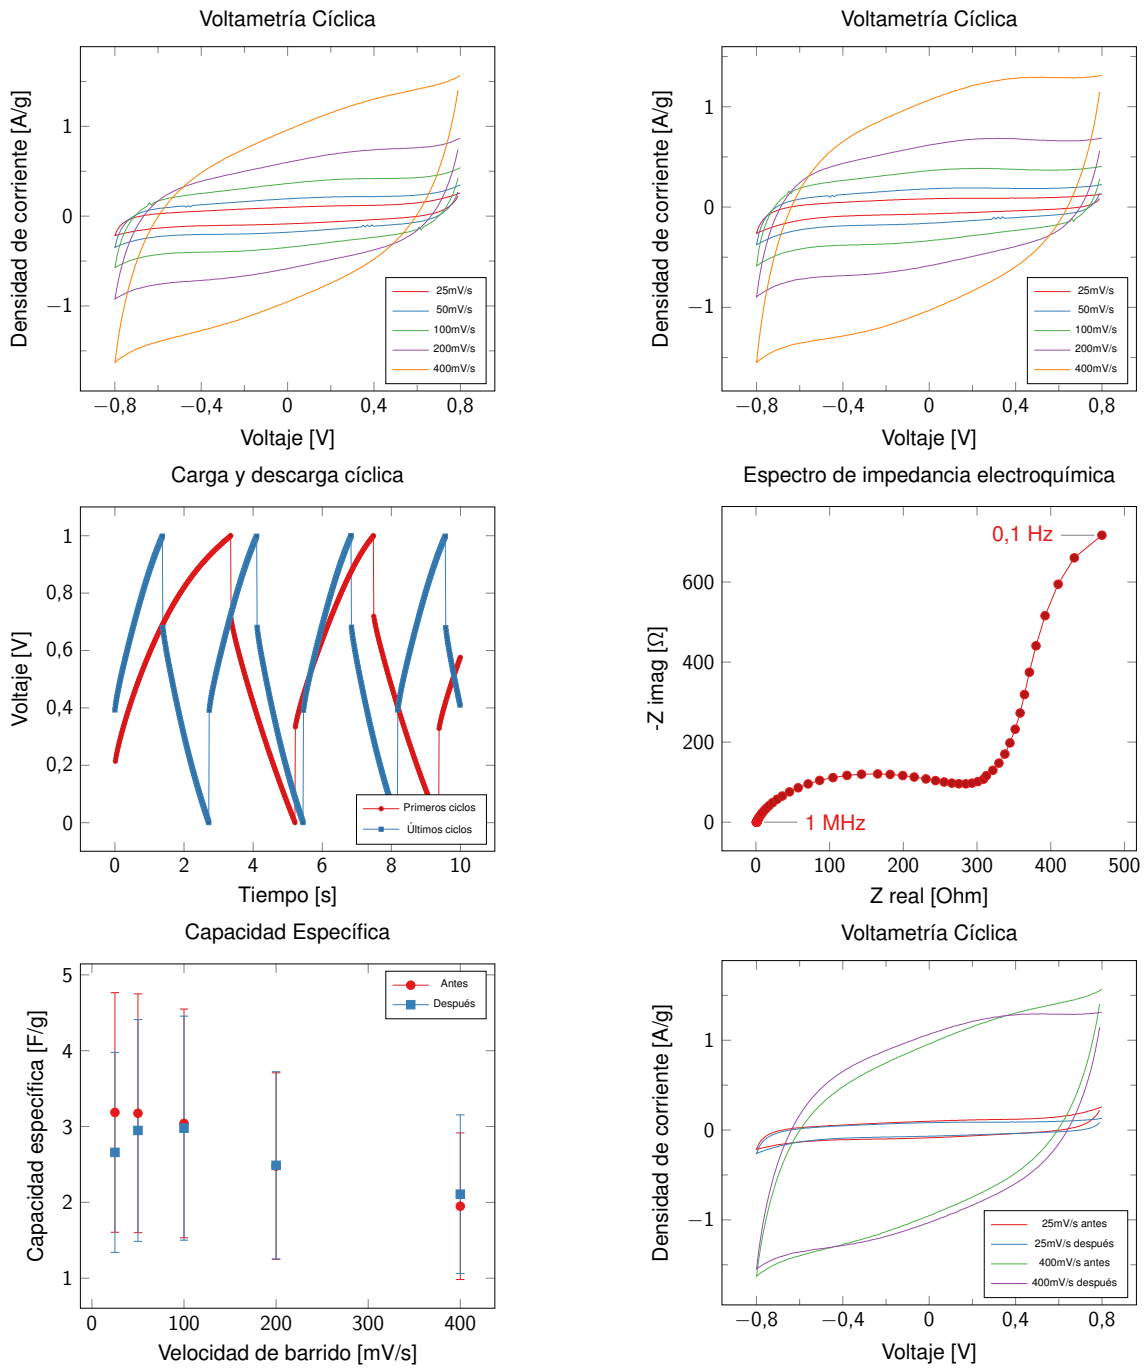 Voltametría Cíclica
Densidad de corriente [A/g]
1
0
−1
25mV/s
50mV/s
100mV/s
200mV/s
400mV/s
−0,8
−0,4
0
0,4
0,8
Voltaje [V]
Voltametría Cíclica
Densidad de corriente [A/g]
1
0
−1
25mV/s
50mV/s
100mV/s
200mV/s
400mV/s
−0,8
−0,4
0
0,4
0,8
Voltaje [V]
Carga y descarga cíclica
Voltaje [V]
1
0,8
0,6
0,4
0,2
0
Primeros ciclos
Últimos ciclos
0
2
4
6
8
10
Tiempo [s]
Espectro de impedancia electroquímica
-Z imag [Ω]
600
400
200
0
0,1 Hz
1 MHz
0
100
200
300
400
500
Z real [Ohm]
Capacidad Específica
Capacidad específica [F/g]
5
4
3
2
1
Antes
Después
0
100
200
300
400
Velocidad de barrido [mV/s]
Voltametría Cíclica
Densidad de corriente [A/g]
1
0
−1
25mV/s antes
25mV/s después
400mV/s antes
400mV/s después
−0,8
−0,4
0
0,8
0,8
Voltaje [V]